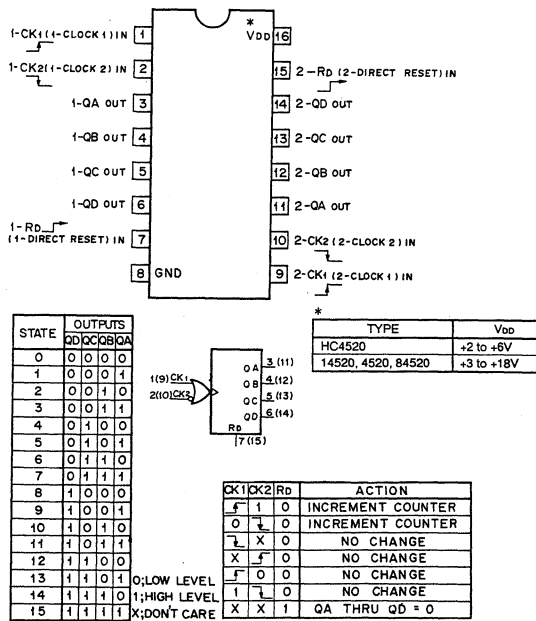 *
1-CK1(1-CLOCK1)IN 1 VDD 16
1-CK2(1-CLOCK 2) IN 2 15 2-RD (2-DIRECT RESET) IN
1-QA OUT 3 14 2-QD OUT
1-QB OUT 4 13 2-QC OUT
1-QC OUT 5 12 2-QB OUT
1-QD OUT 6 11 2-QA OUT
1-RD
(1-DIRECT RESET) IN 7 10 2-CK2 (2-CLOCK 2) IN
8 GND 9 2-CK1 (2-CLOCK 1) IN
*
TYPE VDD
HC4520 +2 to +6V
14520, 4520, 84520 +3 to +18V
STATE OUTPUTS
QD QC QB QA
0 0 0 0 0
1 0 0 0 1
2 0 0 1 0
3 0 0 1 1
4 0 1 0 0
5 0 1 0 1
6 0 1 1 0
7 0 1 1 1
8 1 0 0 0
9 1 0 0 1
10 1 0 1 0
11 1 0 1 1
12 1 1 0 0
13 1 1 0 1
14 1 1 1 0
15 1 1 1 1
0;LOW LEVEL
1;HIGH LEVEL
X;DON'T CARE
1(9) CK1
2(10) CK2
QA 3 (11)
QB 4 (12)
QC 5 (13)
QD 6 (14)
RD
7 (15)
CK1 CK2 RD ACTION
1 0 INCREMENT COUNTER
0 0 INCREMENT COUNTER
X 0 NO CHANGE
X 0 NO CHANGE
0 0 NO CHANGE
1 0 NO CHANGE
X X 1 QA THRU QD = 0